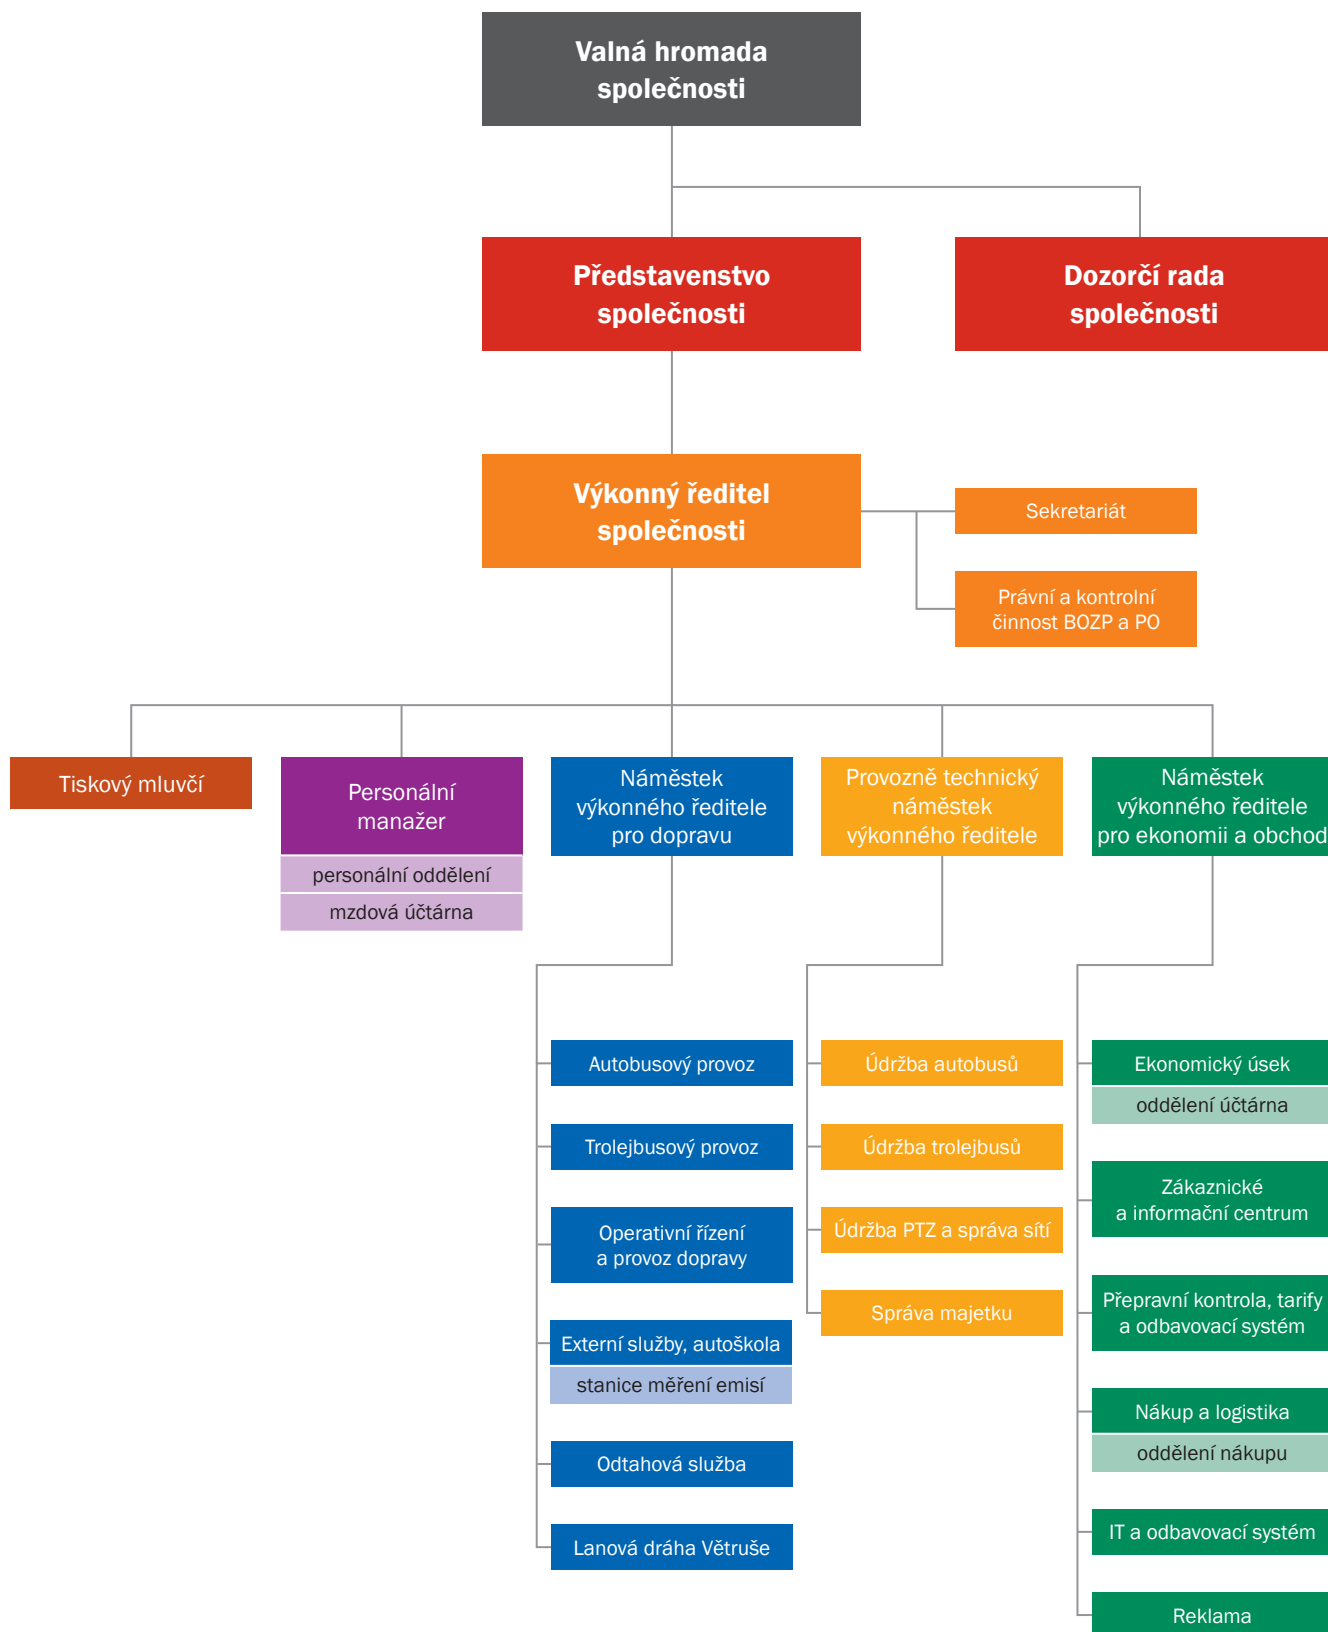 Valná hromada
společnosti
Představenstvo
společnosti
Dozorčí rada
společnosti
Výkonný ředitel
společnosti
Sekretariát
Právní a kontrolní
činnost BOZP a PO
Tiskový mluvčí
Personální
manažer
personální oddělení
mzdová účtárna
Náměstek
výkonného ředitele
pro dopravu
Provozně technický
náměstek
výkonného ředitele
Náměstek
výkonného ředitele
pro ekonomii a obchod
Autobusový provoz
Trolejbusový provoz
Operativní řízení
a provoz dopravy
Externí služby, autoškola
stanice měření emisí
Odtahová služba
Lanová dráha Větruše
Údržba autobusů
Údržba trolejbusů
Údržba PTZ a správa sítí
Správa majetku
Ekonomický úsek
oddělení účtárna
Zákaznické
a informační centrum
Přepravní kontrola, tarify
a odbavovací systém
Nákup a logistika
oddělení nákupu
IT a odbavovací systém
Reklama